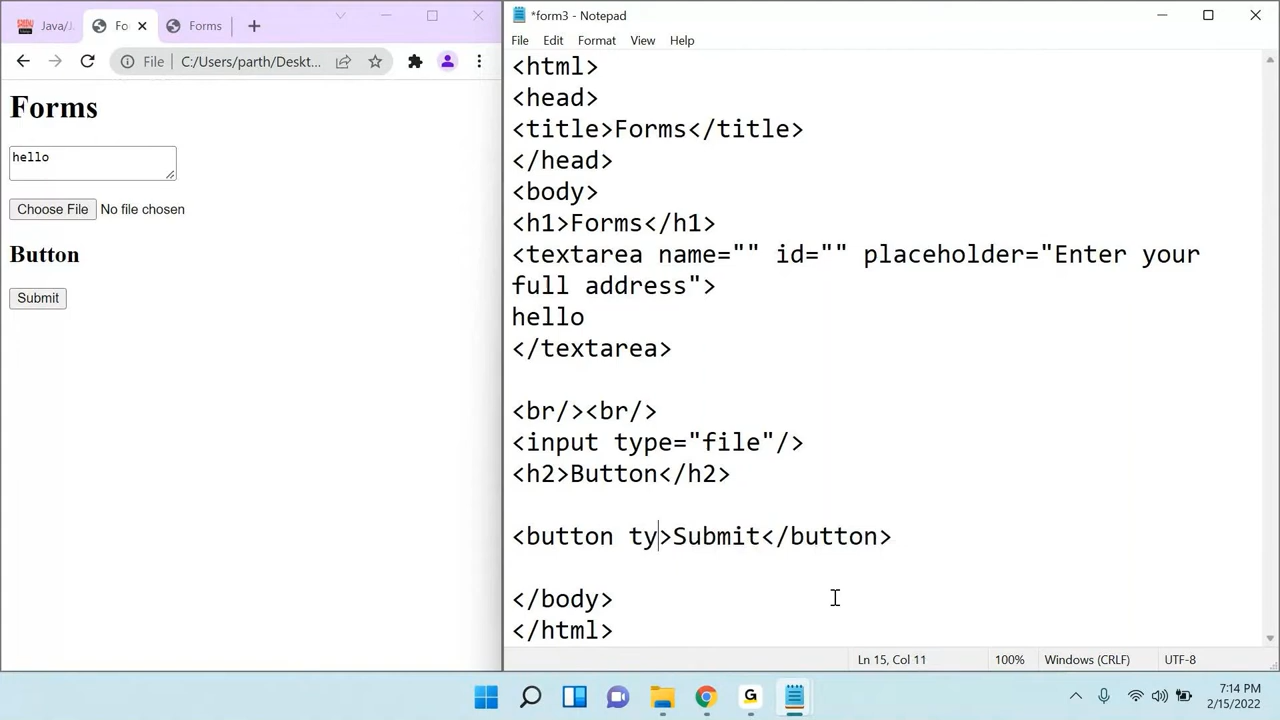 Java/J
Fo
Forms
File
C:/Users/parth/Deskt...
Forms
hello
Choose File No file chosen
Button
Submit
*form3 - Notepad
File Edit Format View Help
<html>
<head>
<title>Forms</title>
</head>
<body>
<h1>Forms</h1>
<textarea name="" id="" placeholder="Enter your
full address">
hello
</textarea>
<br/><br/>
<input type="file"/>
<h2>Button</h2>
<button ty>Submit</button>
</body>
</html>
Ln 15, Col 11
100%
Windows (CRLF)
UTF-8
G
7:14 PM
2/15/2022